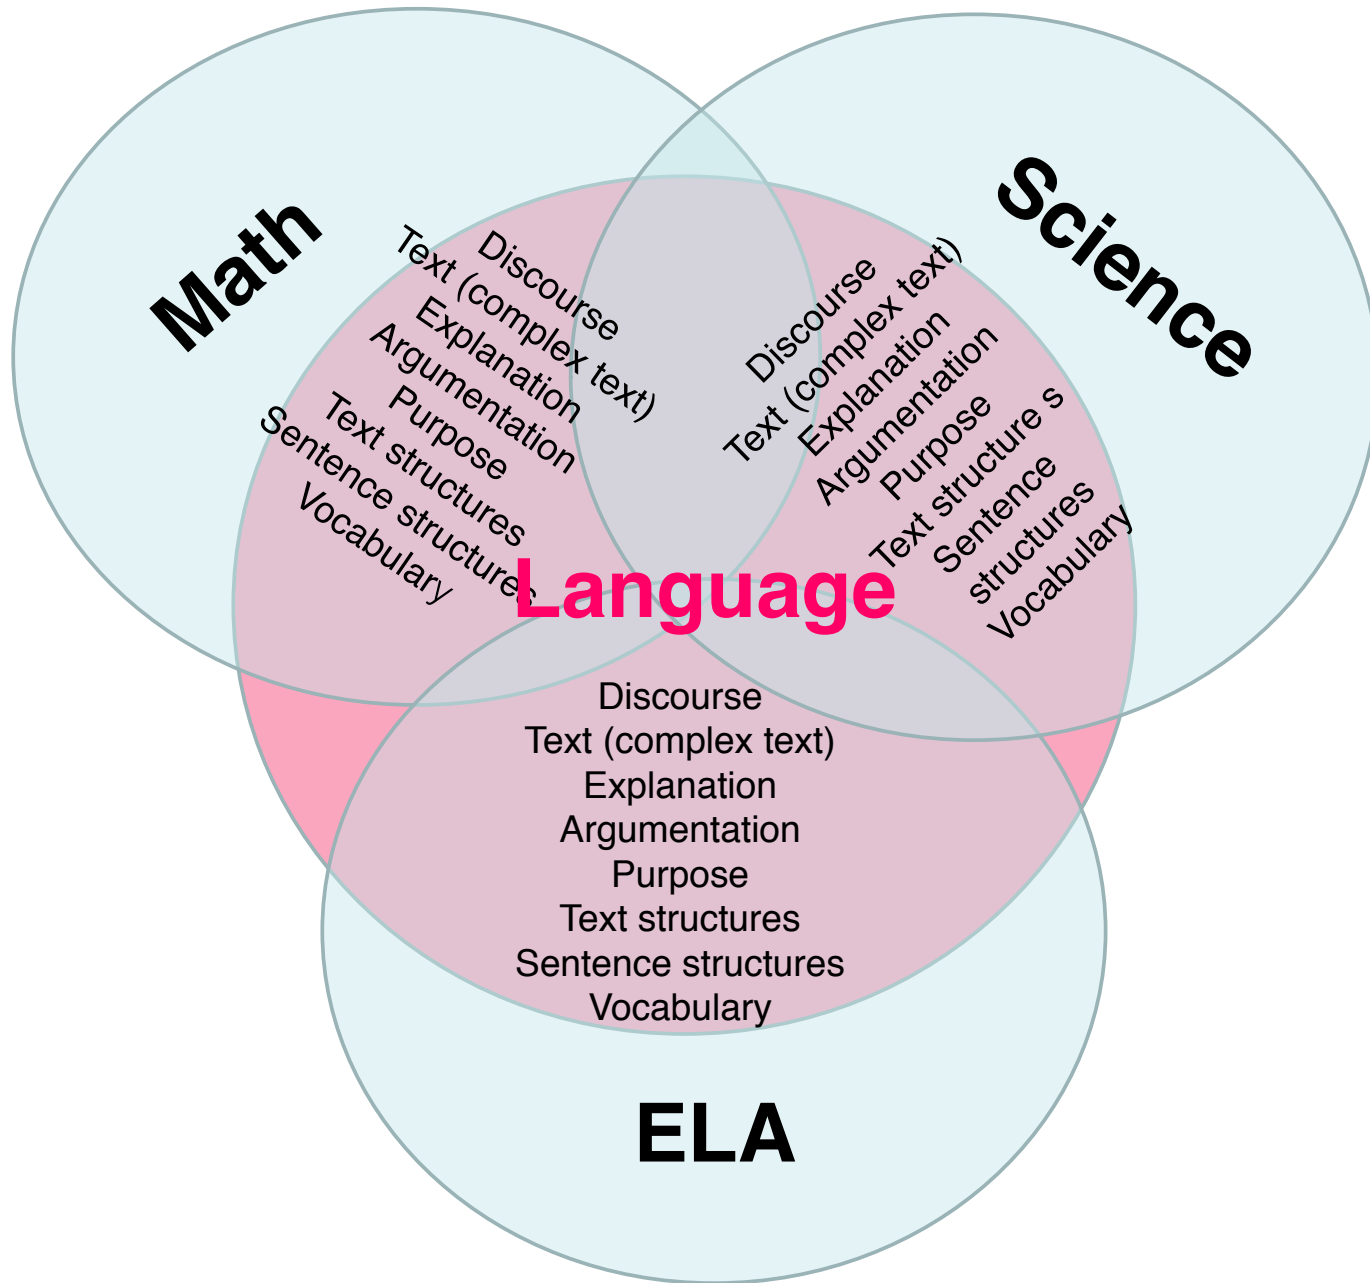 Math
Discourse
Text (complex text)
Explanation
Argumentation
Purpose
Text structures
Sentence structures
Vocabulary
Science
Discourse
Text (complex text)
Explanation
Argumentation
Purpose
Text structure s
Sentence
structures
Vocabulary
Language
Discourse
Text (complex text)
Explanation
Argumentation
Purpose
Text structures
Sentence structures
Vocabulary
ELA